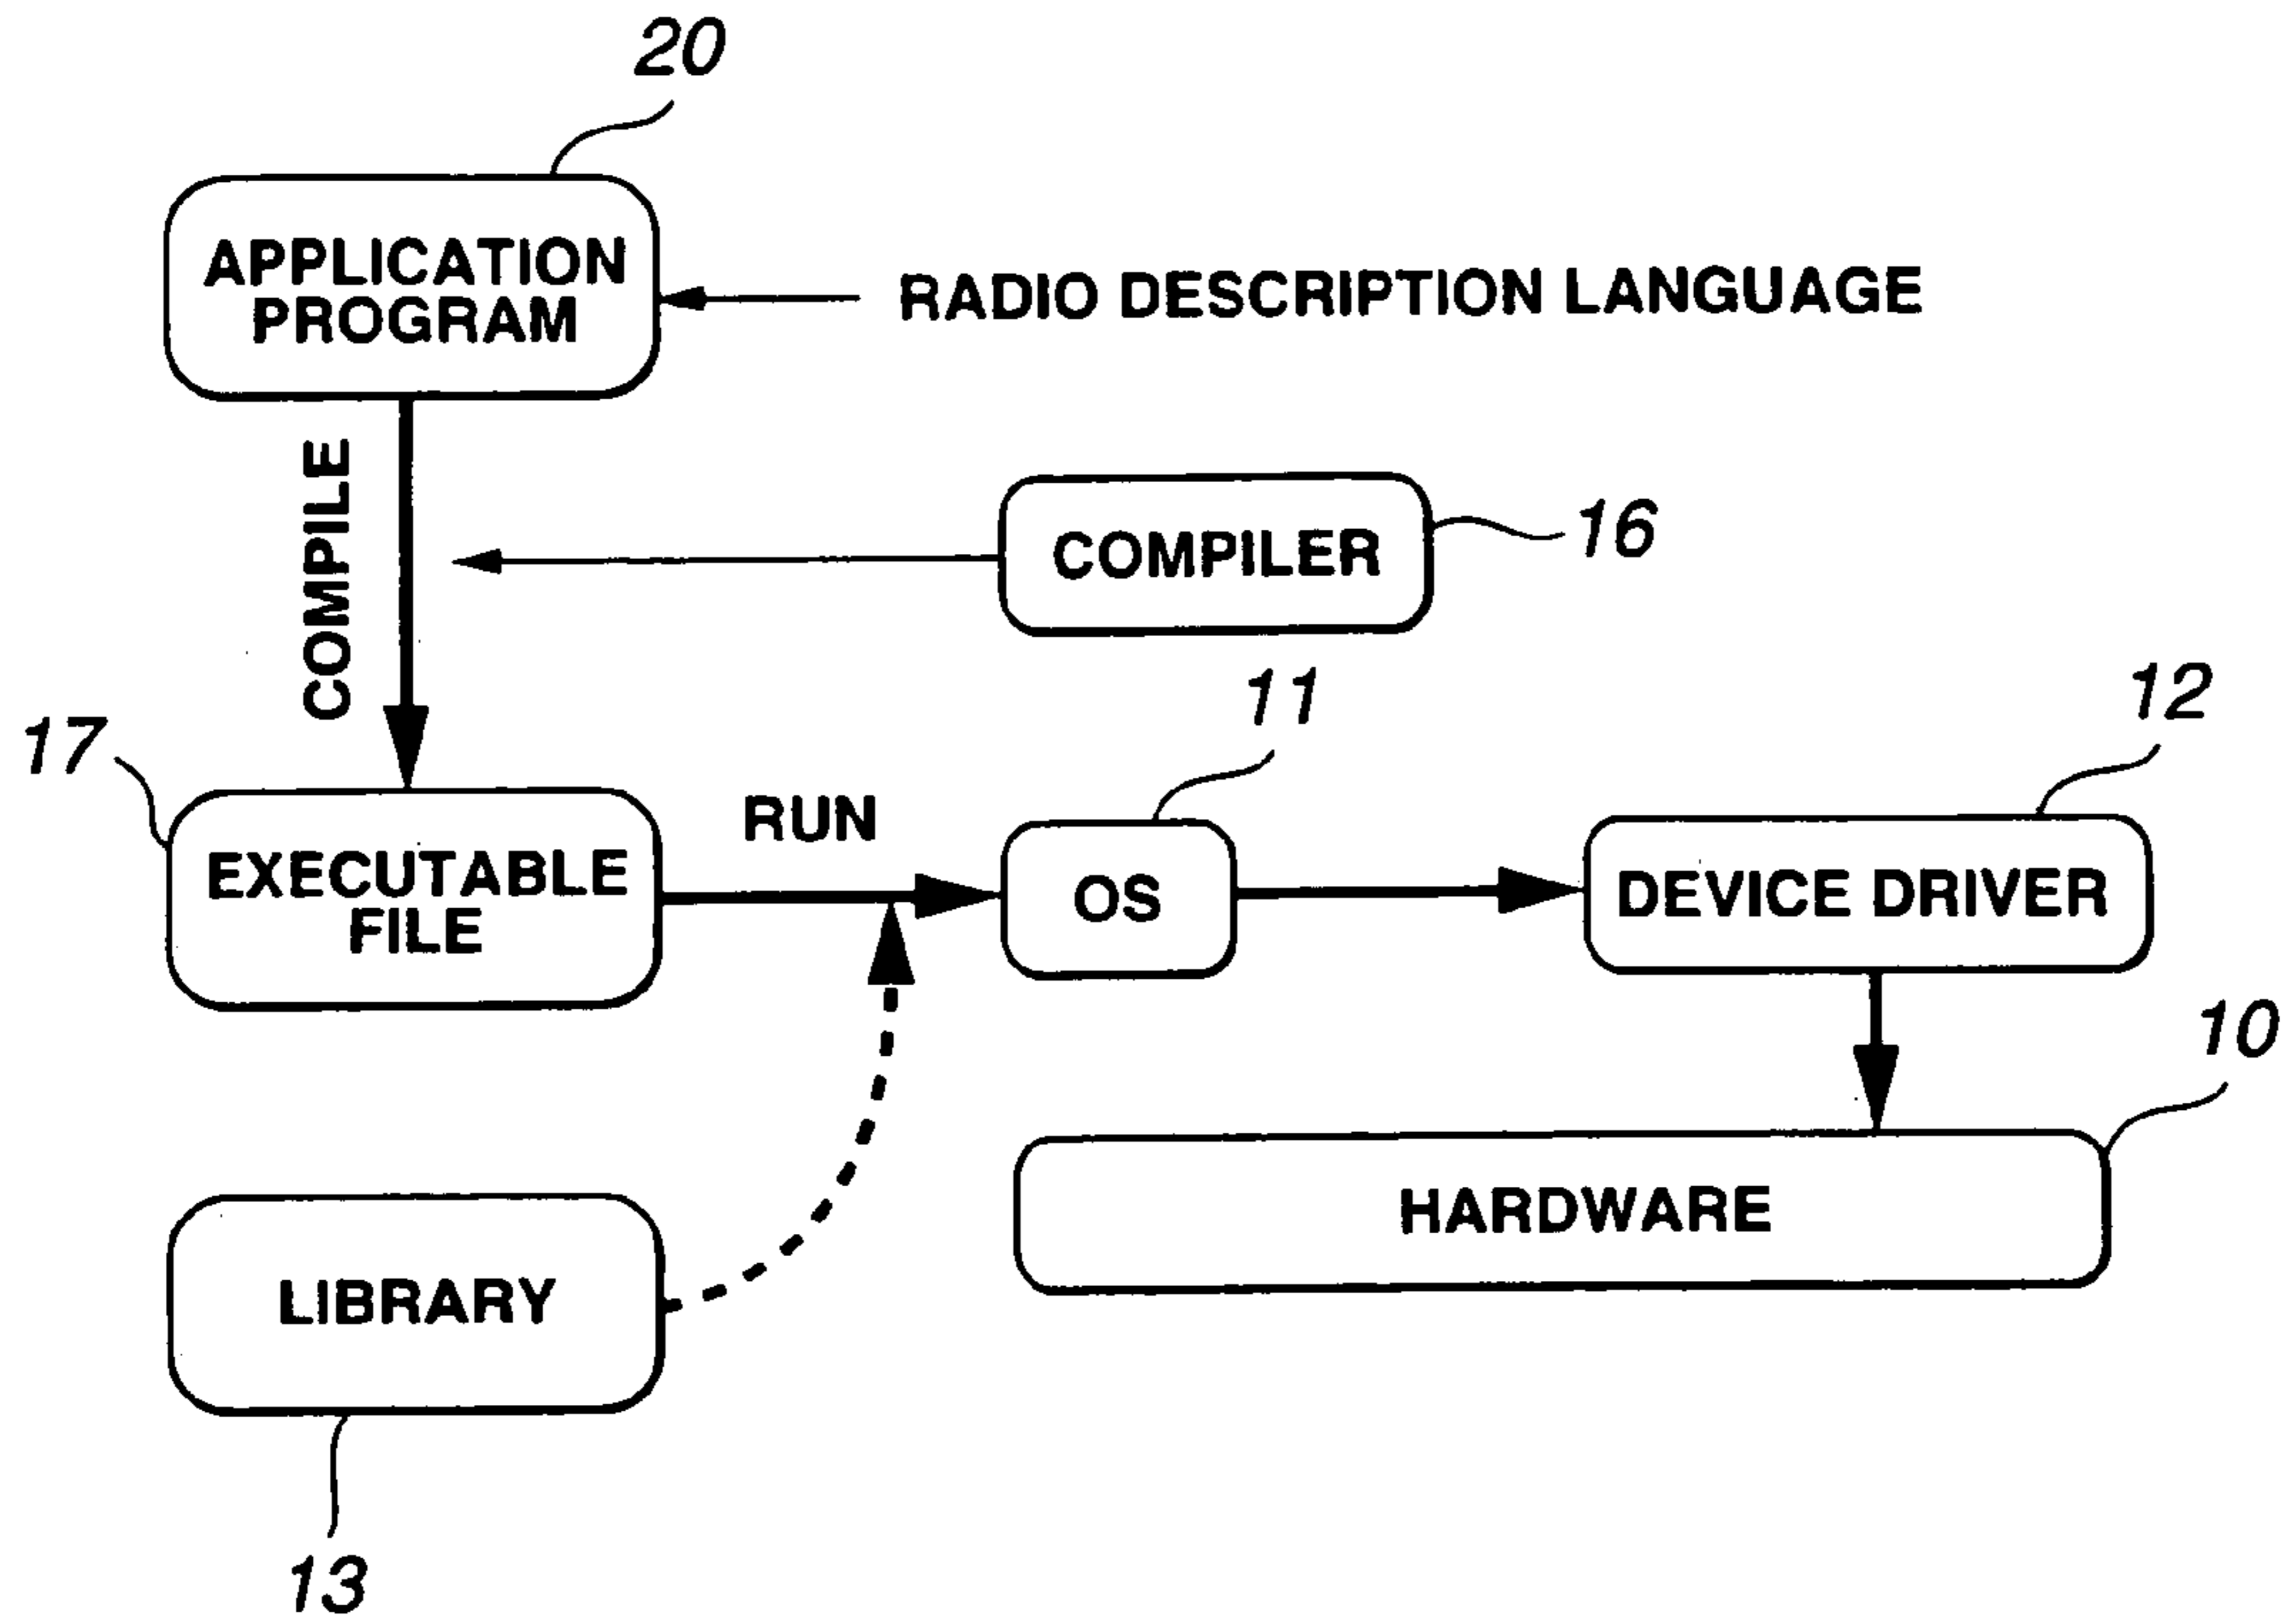 20
APPLICATION
PROGRAM
RADIO DESCRIPTION LANGUAGE
COMPILE
COMPILER
16
11
12
17
RUN
EXECUTABLE
FILE
OS
DEVICE DRIVER
10
HARDWARE
LIBRARY
13